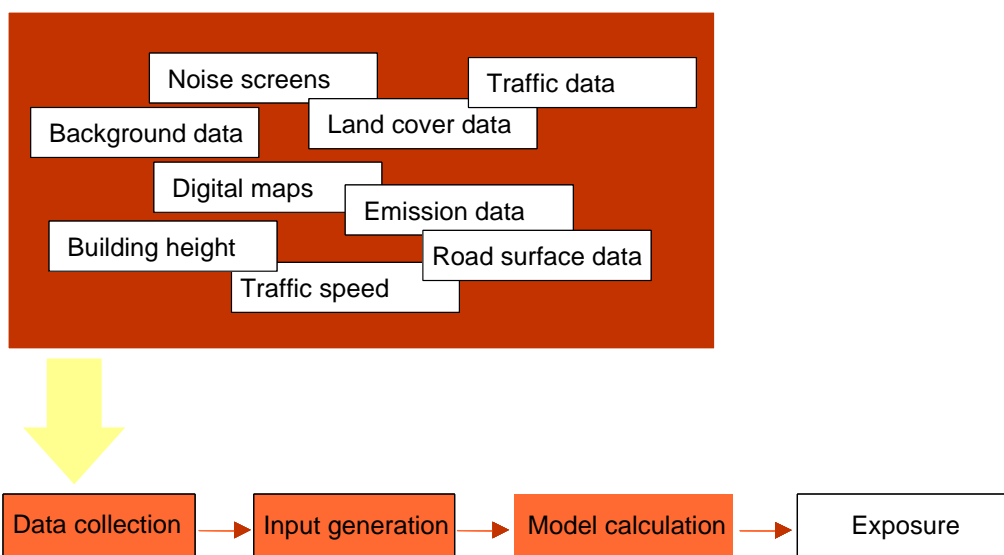 Noise screens
Traffic data
Background data
Land cover data
Digital maps
Emission data
Building height
Road surface data
Traffic speed
Data collection
Input generation
Model calculation
Exposure